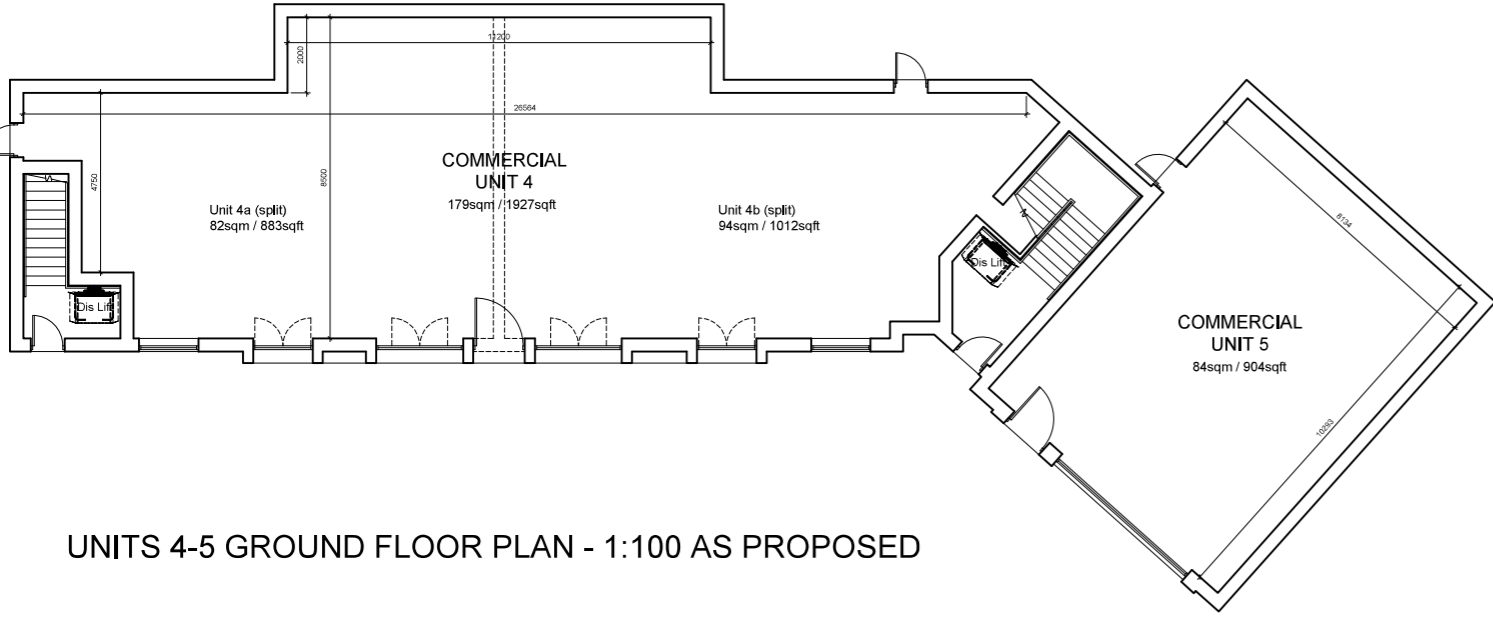 11200
2000
26564
8500
4750
COMMERCIAL
UNIT 4
179sqm / 1927sqft
Unit 4a (split)
82sqm / 883sqft
Unit 4b (split)
94sqm / 1012sqft
Dis Lift
Dis Lift
8134
COMMERCIAL
UNIT 5
84sqm / 904sqft
10293
UNITS 4-5 GROUND FLOOR PLAN - 1:100 AS PROPOSED